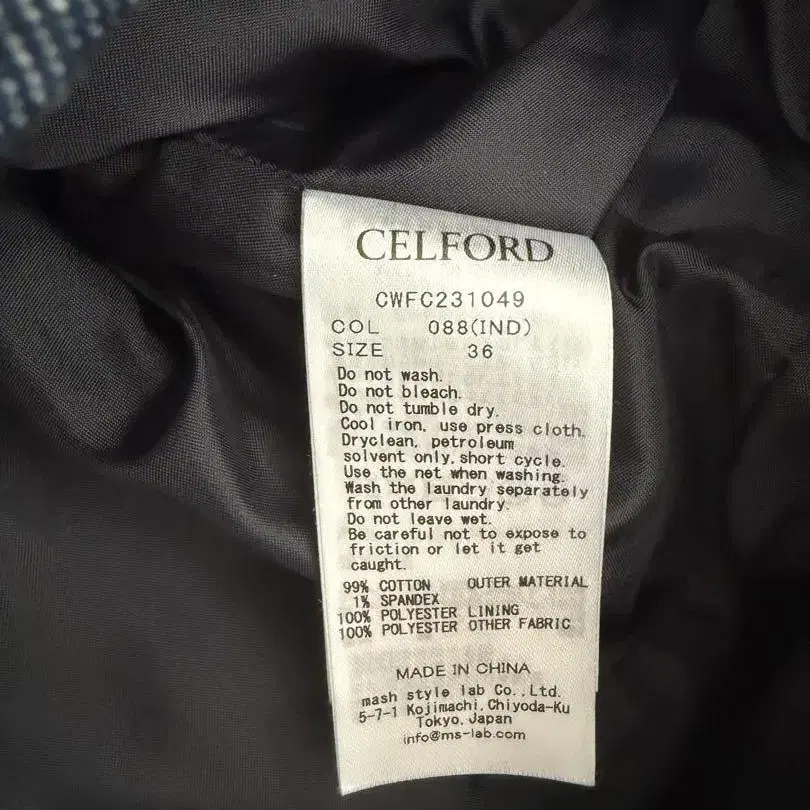 CELFORD
CWFC231049
COL 088(IND)
SIZE 36
Do not wash.
Do not bleach.
Do not tumble dry.
Cool iron, use press cloth.
Dryclean, petroleum
solvent only,short cycle.
Use the net when washing.
Wash the laundry separately
from other laundry.
Do not leave wet.
Be careful not to expose to
friction or let it get
caught.
99% COTTON OUTER MATERIAL
1% SPANDEX
100% POLYESTER LINING
100% POLYESTER OTHER FABRIC
MADE IN CHINA
mash style lab Co.,Ltd.
5-7-1 Kojimachi,Chiyoda-Ku
Tokyo,Japan
info@ms-lab.com